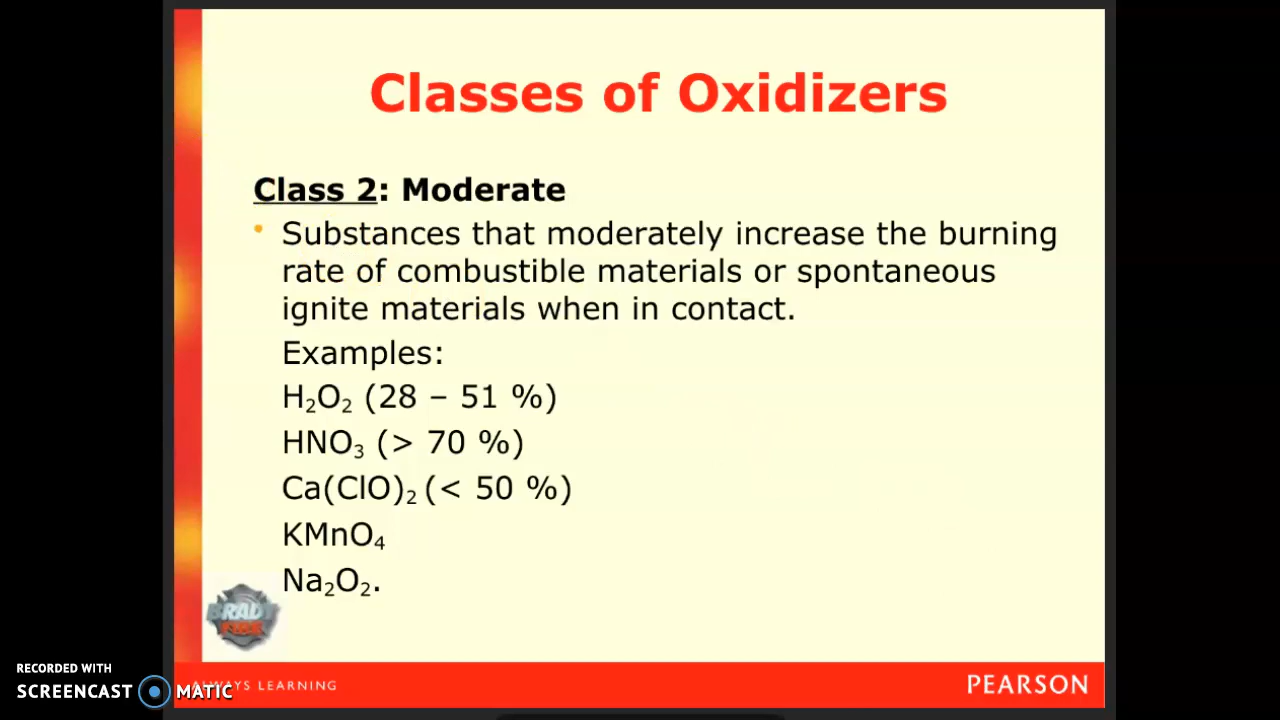 Classes of Oxidizers
Class 2: Moderate
• Substances that moderately increase the burning
rate of combustible materials or spontaneous
ignite materials when in contact.
Examples:
H₂O₂ (28 – 51 %)
HNO₃ (> 70 %)
Ca(ClO)₂ (< 50 %)
KMnO₄
Na₂O₂.
BRADY
FIRE
RECORDED WITH
SCREENCAST MATIC
ALWAYS LEARNING
PEARSON